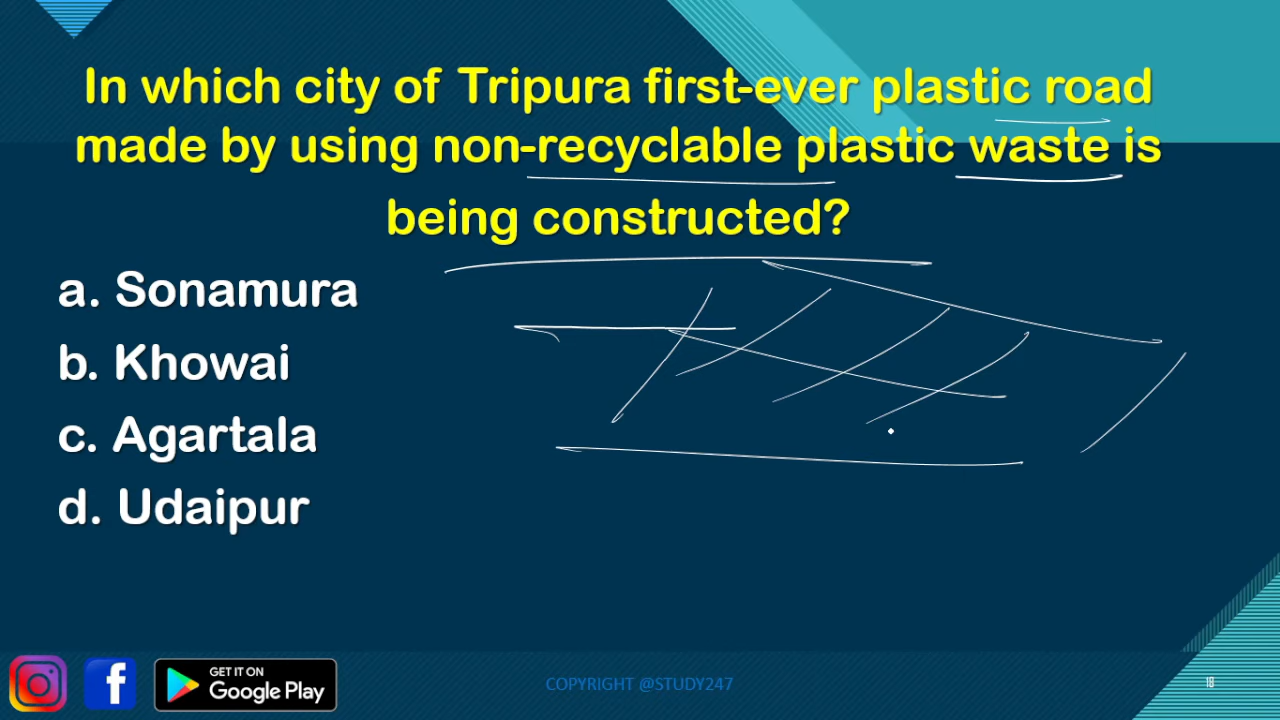 In which city of Tripura first-ever plastic road
made by using non-recyclable plastic waste is
being constructed?
a. Sonamura
b. Khowai
c. Agartala
d. Udaipur
GET IT ON
Google Play
COPYRIGHT @STUDY247
18